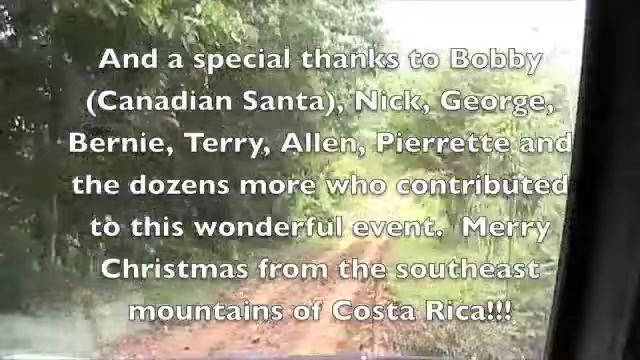 And a special thanks to Bobby
(Canadian Santa), Nick, George,
Bernie, Terry, Allen, Pierrette and
the dozens more who contributed
to this wonderful event.  Merry
Christmas from the southeast
mountains of Costa Rica!!!